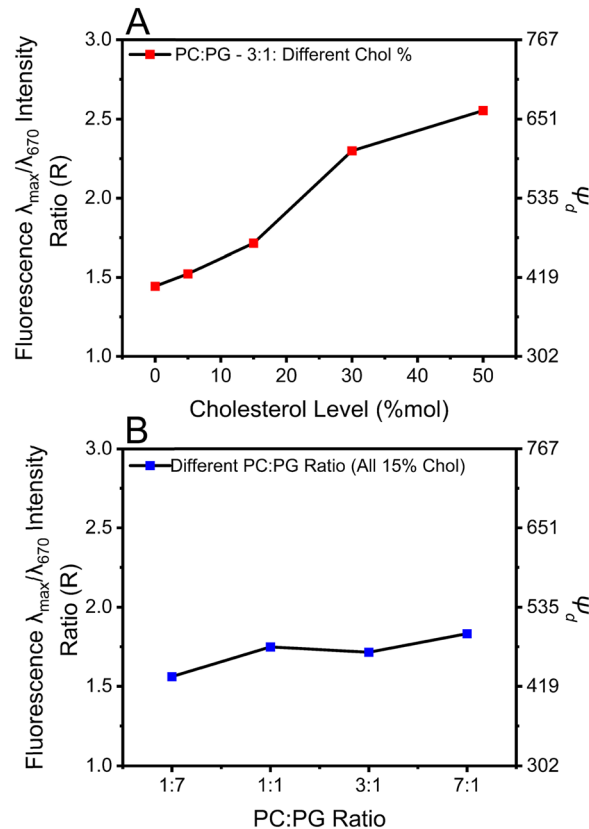 A
PC:PG - 3:1: Different Chol %
Fluorescence λmax/λ670 Intensity
Ratio (R)
3.0
2.5
2.0
1.5
1.0
767
651
535
419
302
Ψd
0 10 20 30 40 50
Cholesterol Level (%mol)
B
Different PC:PG Ratio (All 15% Chol)
Fluorescence λmax/λ670 Intensity
Ratio (R)
3.0
2.5
2.0
1.5
1.0
767
651
535
419
302
Ψd
1:7 1:1 3:1 7:1
PC:PG Ratio